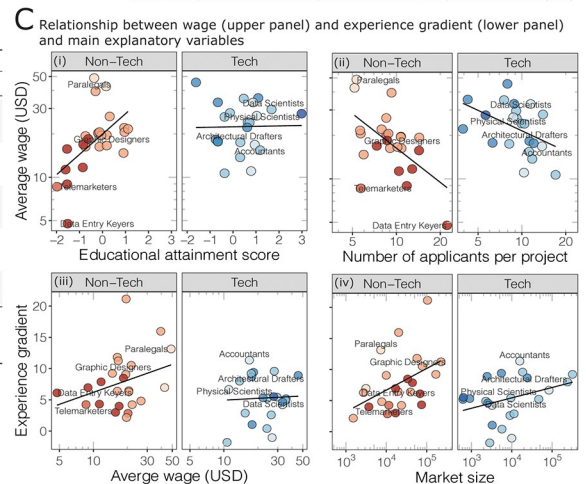 C Relationship between wage (upper panel) and experience gradient (lower panel)
and main explanatory variables
(i) Non−Tech Tech
(ii) Non−Tech Tech
Average wage (USD)
50
30
10
5
Paralegals
Graphic Designers
Telemarketers
Data Entry Keyers
Data Scientists
Physical Scientists
Architectural Drafters
Accountants
Paralegals
Graphic Designers
Telemarketers
Data Entry Keyers
Data Scientists
Physical Scientists
Architectural Drafters
Accountants
−2 −1 0 1 2 3 −2 −1 0 1 2 3
5 10 20 5 10 20
Educational attainment score
Number of applicants per project
(iii) Non−Tech Tech
(iv) Non−Tech Tech
Experience gradient
20
15
10
5
0
Paralegals
Graphic Designers
Data Entry Keyers
Telemarketers
Accountants
Architectural Drafters
Physical Scientists
Data Scientists
Paralegals
Graphic Designers
Data Entry Keyers
Telemarketers
Accountants
Architectural Drafters
Physical Scientists
Data Scientists
5 10 30 50 10 30 50
10³ 10⁴ 10⁵ 10³ 10⁴ 10⁵
Averge wage (USD)
Market size